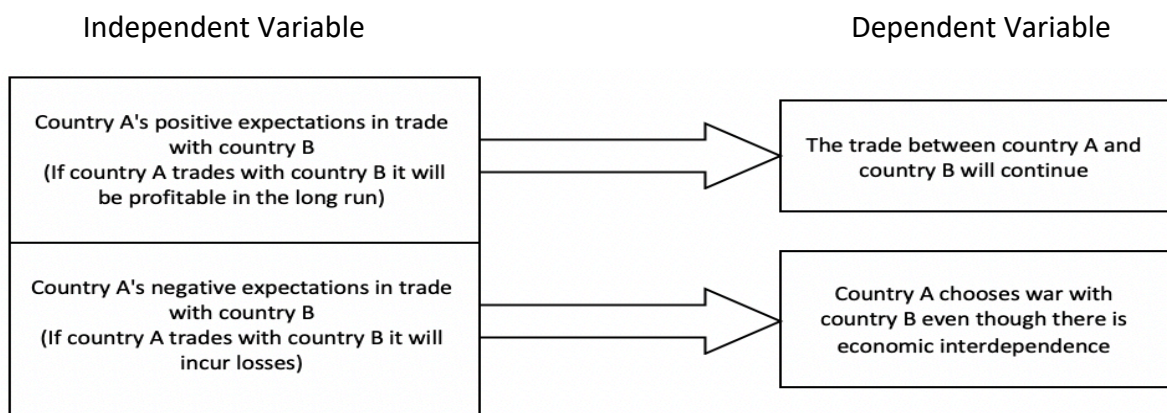 Independent Variable
Dependent Variable
Country A's positive expectations in trade
with country B
(If country A trades with country B it will
be profitable in the long run)
The trade between country A and
country B will continue
Country A's negative expectations in trade
with country B
(If country A trades with country B it will
incur losses)
Country A chooses war with
country B even though there is
economic interdependence